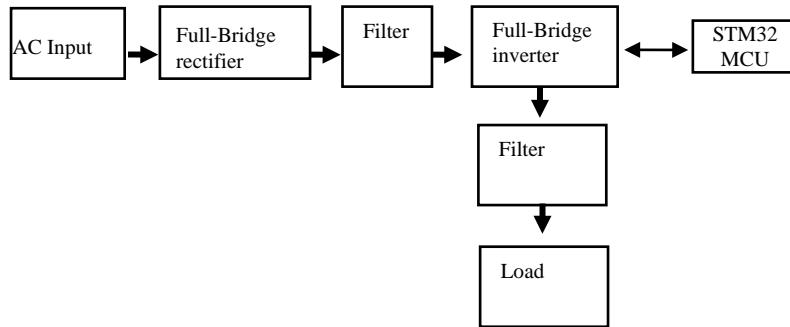 AC Input
Full-Bridge
rectifier
Filter
Full-Bridge
inverter
STM32
MCU
Filter
Load